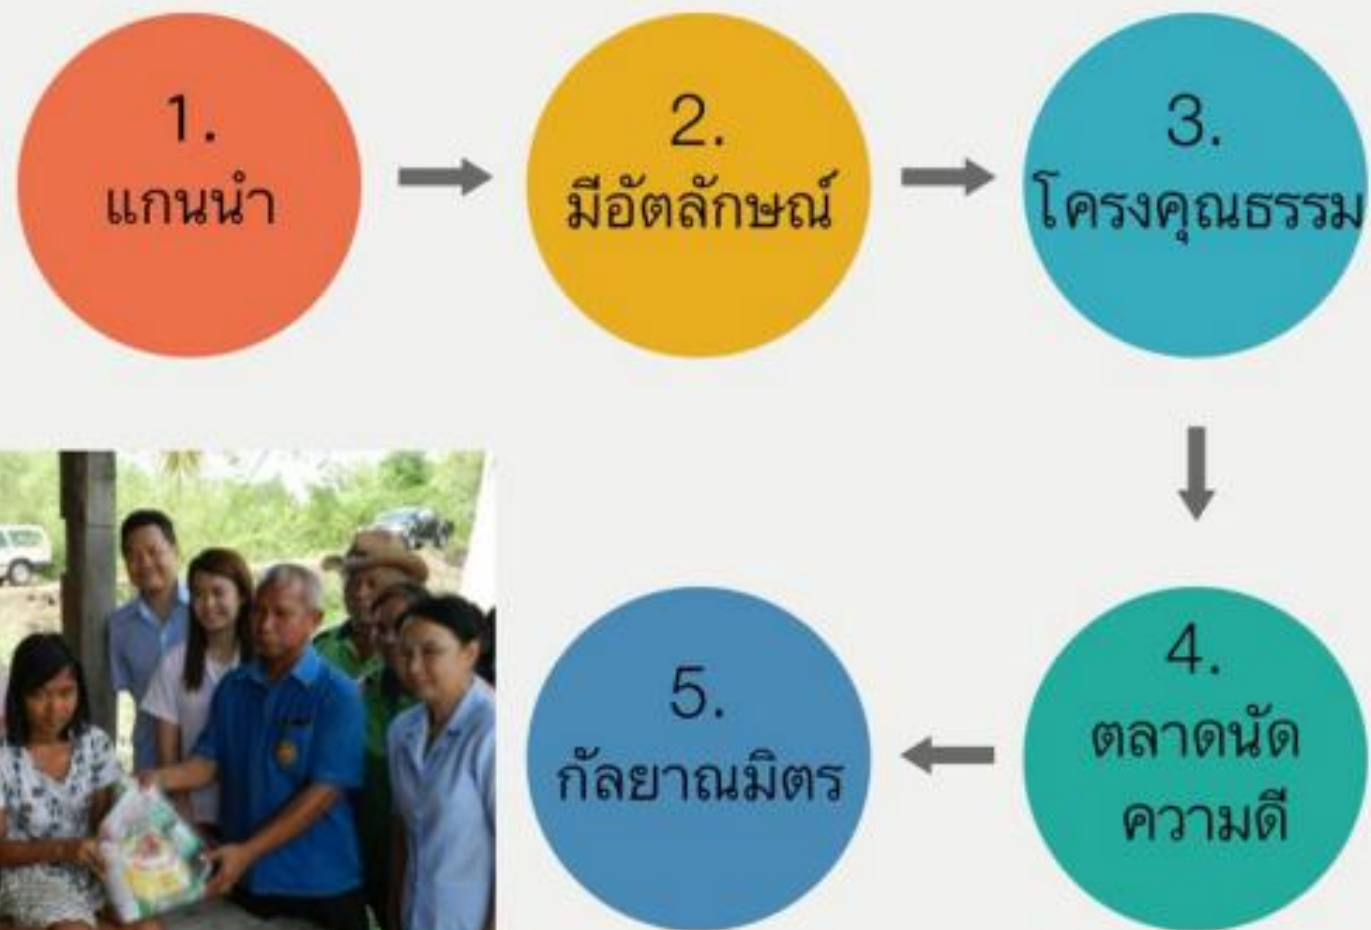 1.
แกนนำ
2.
มีอัตลักษณ์
3.
โครงคุณธรรม
4.
ตลาดนัด
ความดี
5.
กัลยาณมิตร